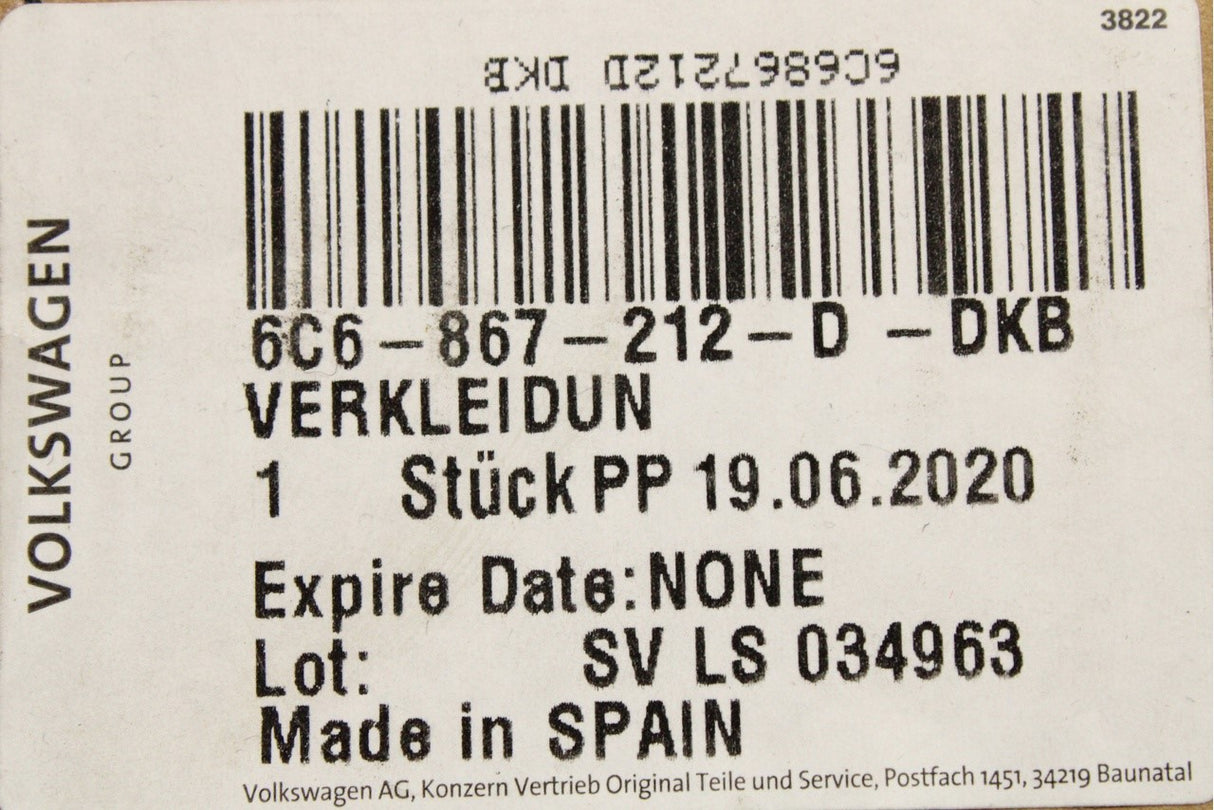 3822
6C6867212D DKB
6C6-867-212-D -DKB
VERKLEIDUN
1 Stück PP 19.06.2020
Expire Date:NONE
Lot: SV LS 034963
Made in SPAIN
Volkswagen AG, Konzern Vertrieb Original Teile und Service, Postfach 1451, 34219 Baunatal
VOLKSWAGEN
GROUP